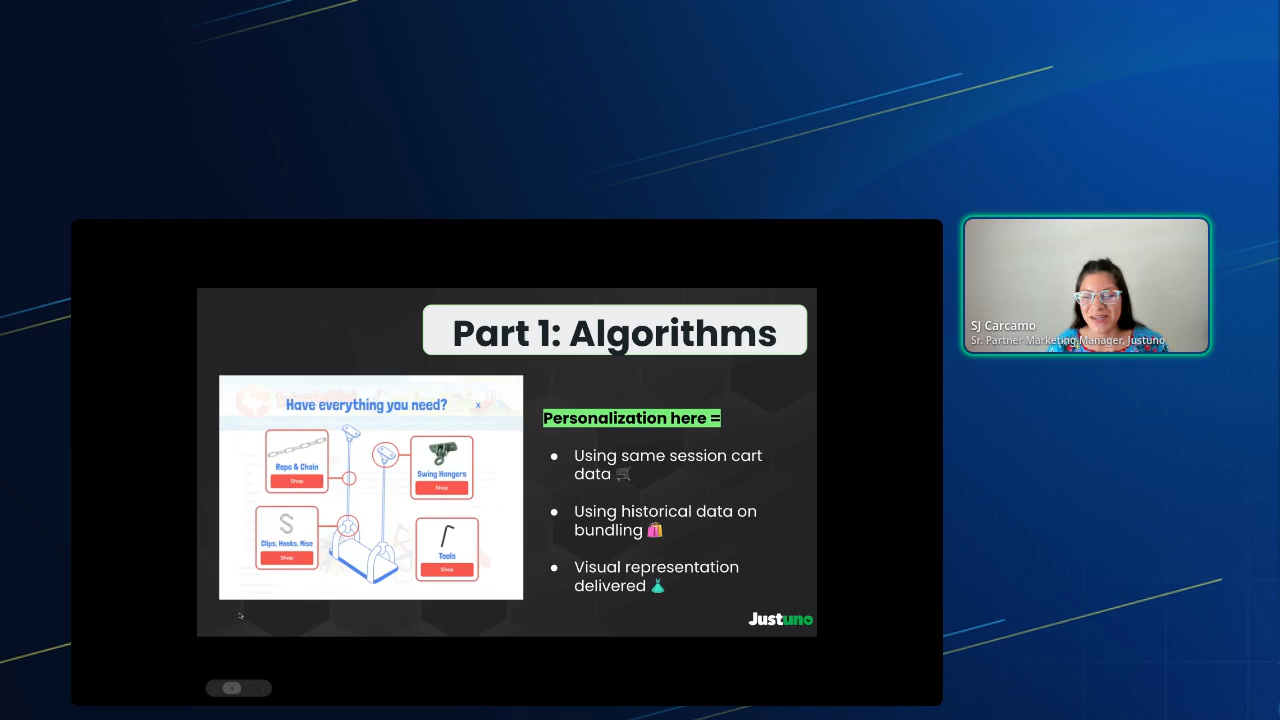 Part 1: Algorithms
Have everything you need?
x
Rope & Chain
Shop
Swing Hangers
Shop
Clips, Hooks, Misc
Shop
Tools
Shop
Personalization here =
● Using same session cart
data 🛒
● Using historical data on
bundling 🛍️
● Visual representation
delivered 👗
Justuno
SJ Carcamo
Sr. Partner Marketing Manager, Justuno